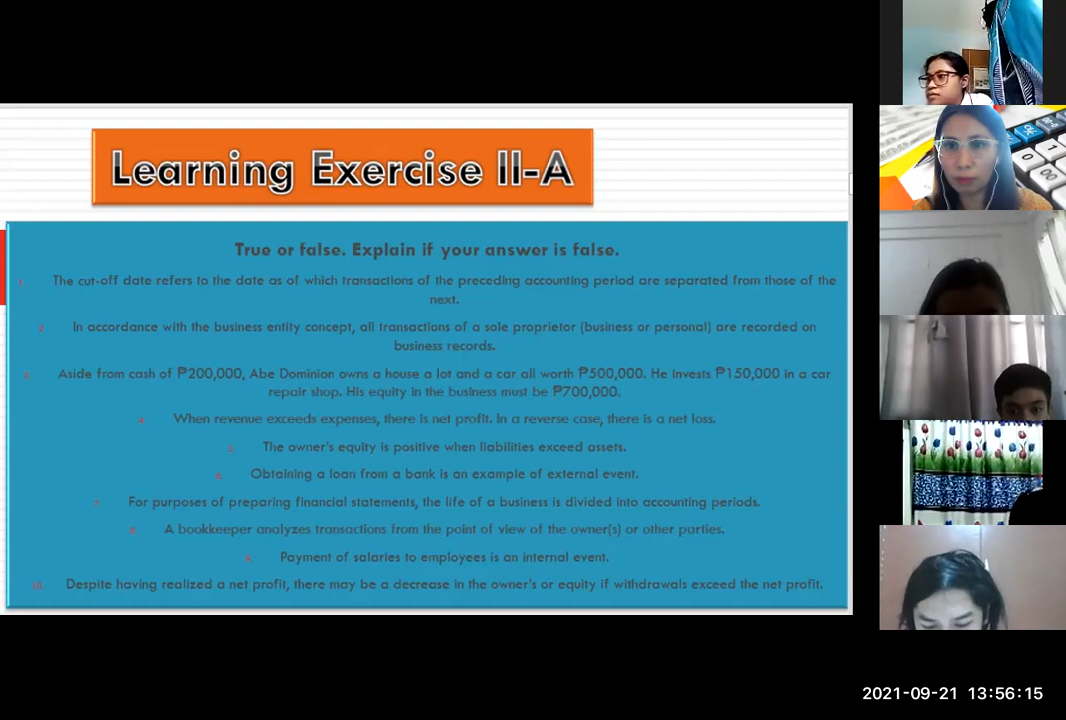 Learning Exercise II-A
True or false. Explain if your answer is false.
1. The cut-off date refers to the date as of which transactions of the preceding accounting period are separated from those of the
next.
2. In accordance with the business entity concept, all transactions of a sole proprietor (business or personal) are recorded on
business records.
3. Aside from cash of ₱200,000, Abe Dominion owns a house a lot and a car all worth ₱500,000. He invests ₱150,000 in a car
repair shop. His equity in the business must be ₱700,000.
4. When revenue exceeds expenses, there is net profit. In a reverse case, there is a net loss.
5. The owner's equity is positive when liabilities exceed assets.
6. Obtaining a loan from a bank is an example of external event.
7. For purposes of preparing financial statements, the life of a business is divided into accounting periods.
8. A bookkeeper analyzes transactions from the point of view of the owner(s) or other parties.
9. Payment of salaries to employees is an internal event.
10. Despite having realized a net profit, there may be a decrease in the owner's or equity if withdrawals exceed the net profit.
2021-09-21 13:56:15